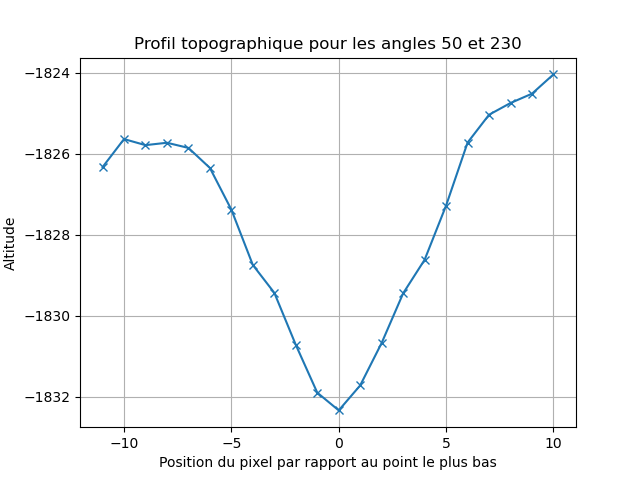 Profil topographique pour les angles 50 et 230
−1824
−1826
−1828
−1830
−1832
Altitude
−10 −5 0 5 10
Position du pixel par rapport au point le plus bas